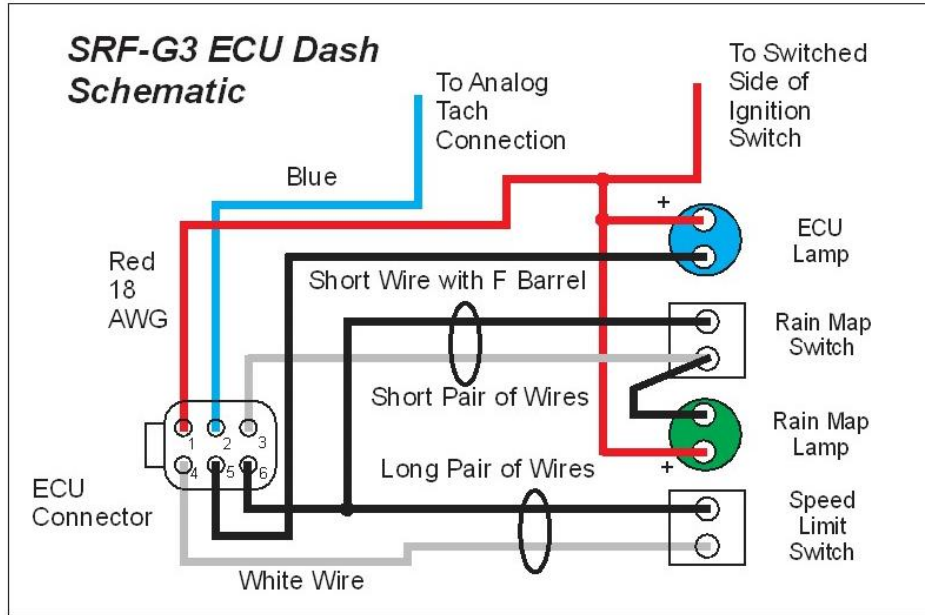 SRF-G3 ECU Dash
Schematic
To Analog
Tach
Connection
To Switched
Side of
Ignition
Switch
Blue
+
ECU
Lamp
Red
18
AWG
Short Wire with F Barrel
Rain Map
Switch
Short Pair of Wires
Rain Map
Lamp
+
1
2
3
4
5
6
Long Pair of Wires
ECU
Connector
Speed
Limit
Switch
White Wire